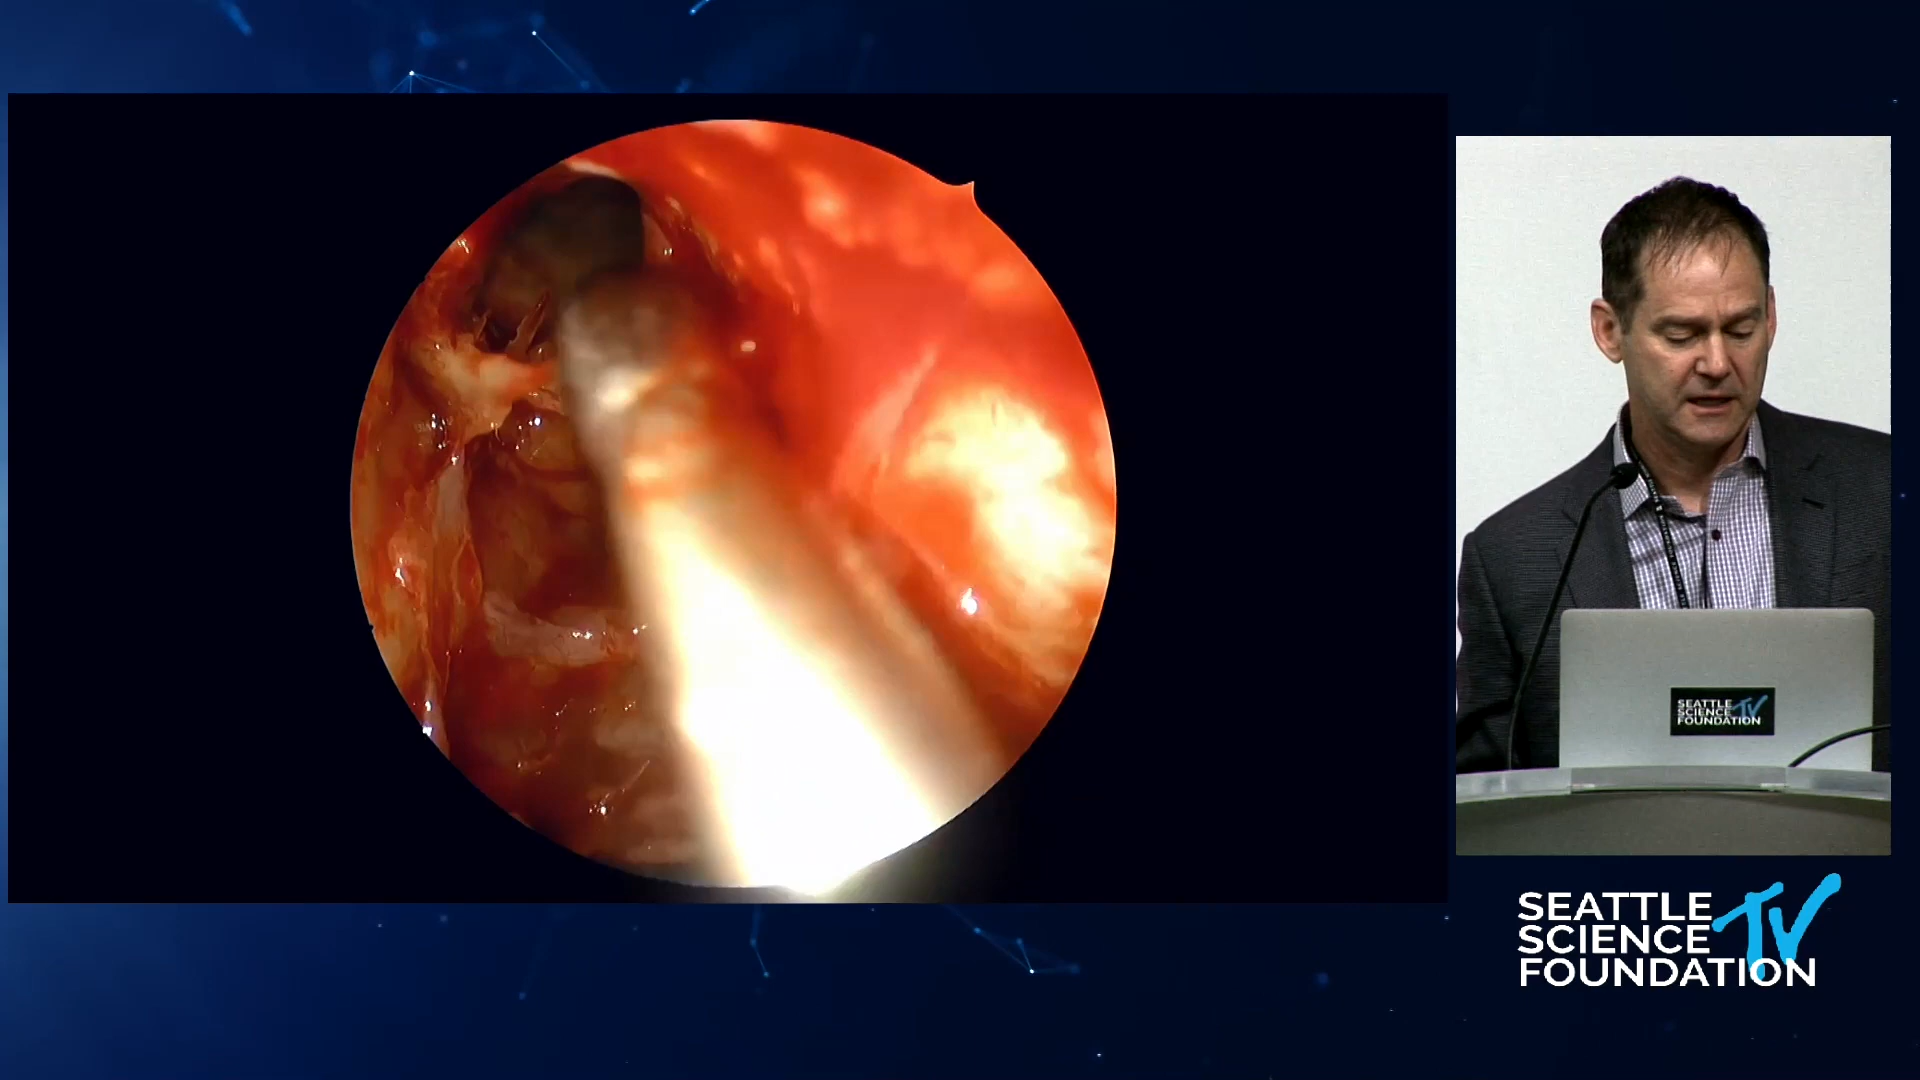 SEATTLE
SCIENCE
FOUNDATION
TV
SEATTLE
SCIENCE
FOUNDATION
TV